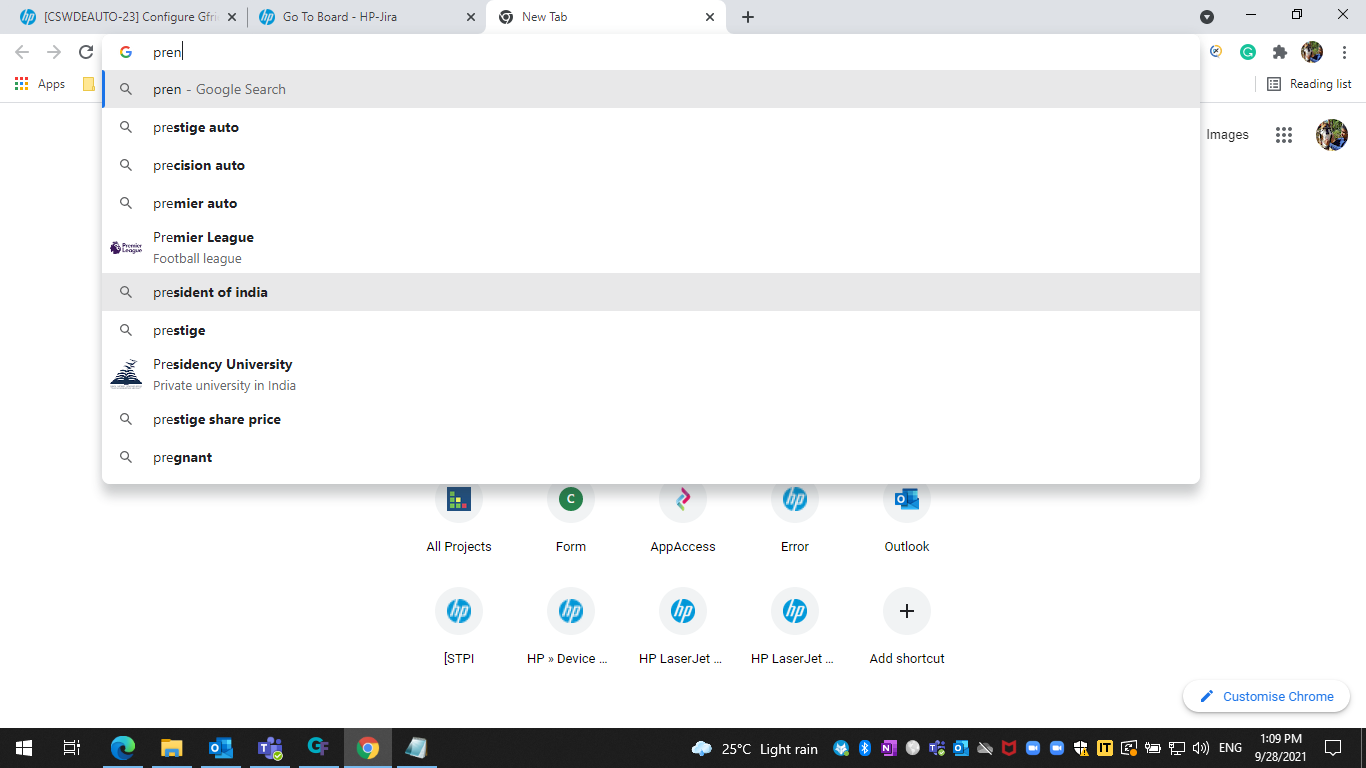 [CSWDEAUTO-23] Configure Gfri
Go To Board - HP-Jira
New Tab
pren
Apps
Reading list
pren - Google Search
prestige auto
precision auto
premier auto
Premier League
Premier League
Football league
president of india
prestige
Presidency University
Private university in India
prestige share price
pregnant
Images
All Projects
Form
AppAccess
Error
Outlook
[STPI
HP » Device ...
HP LaserJet ...
HP LaserJet ...
Add shortcut
Customise Chrome
25°C Light rain
ENG
1:09 PM
9/28/2021